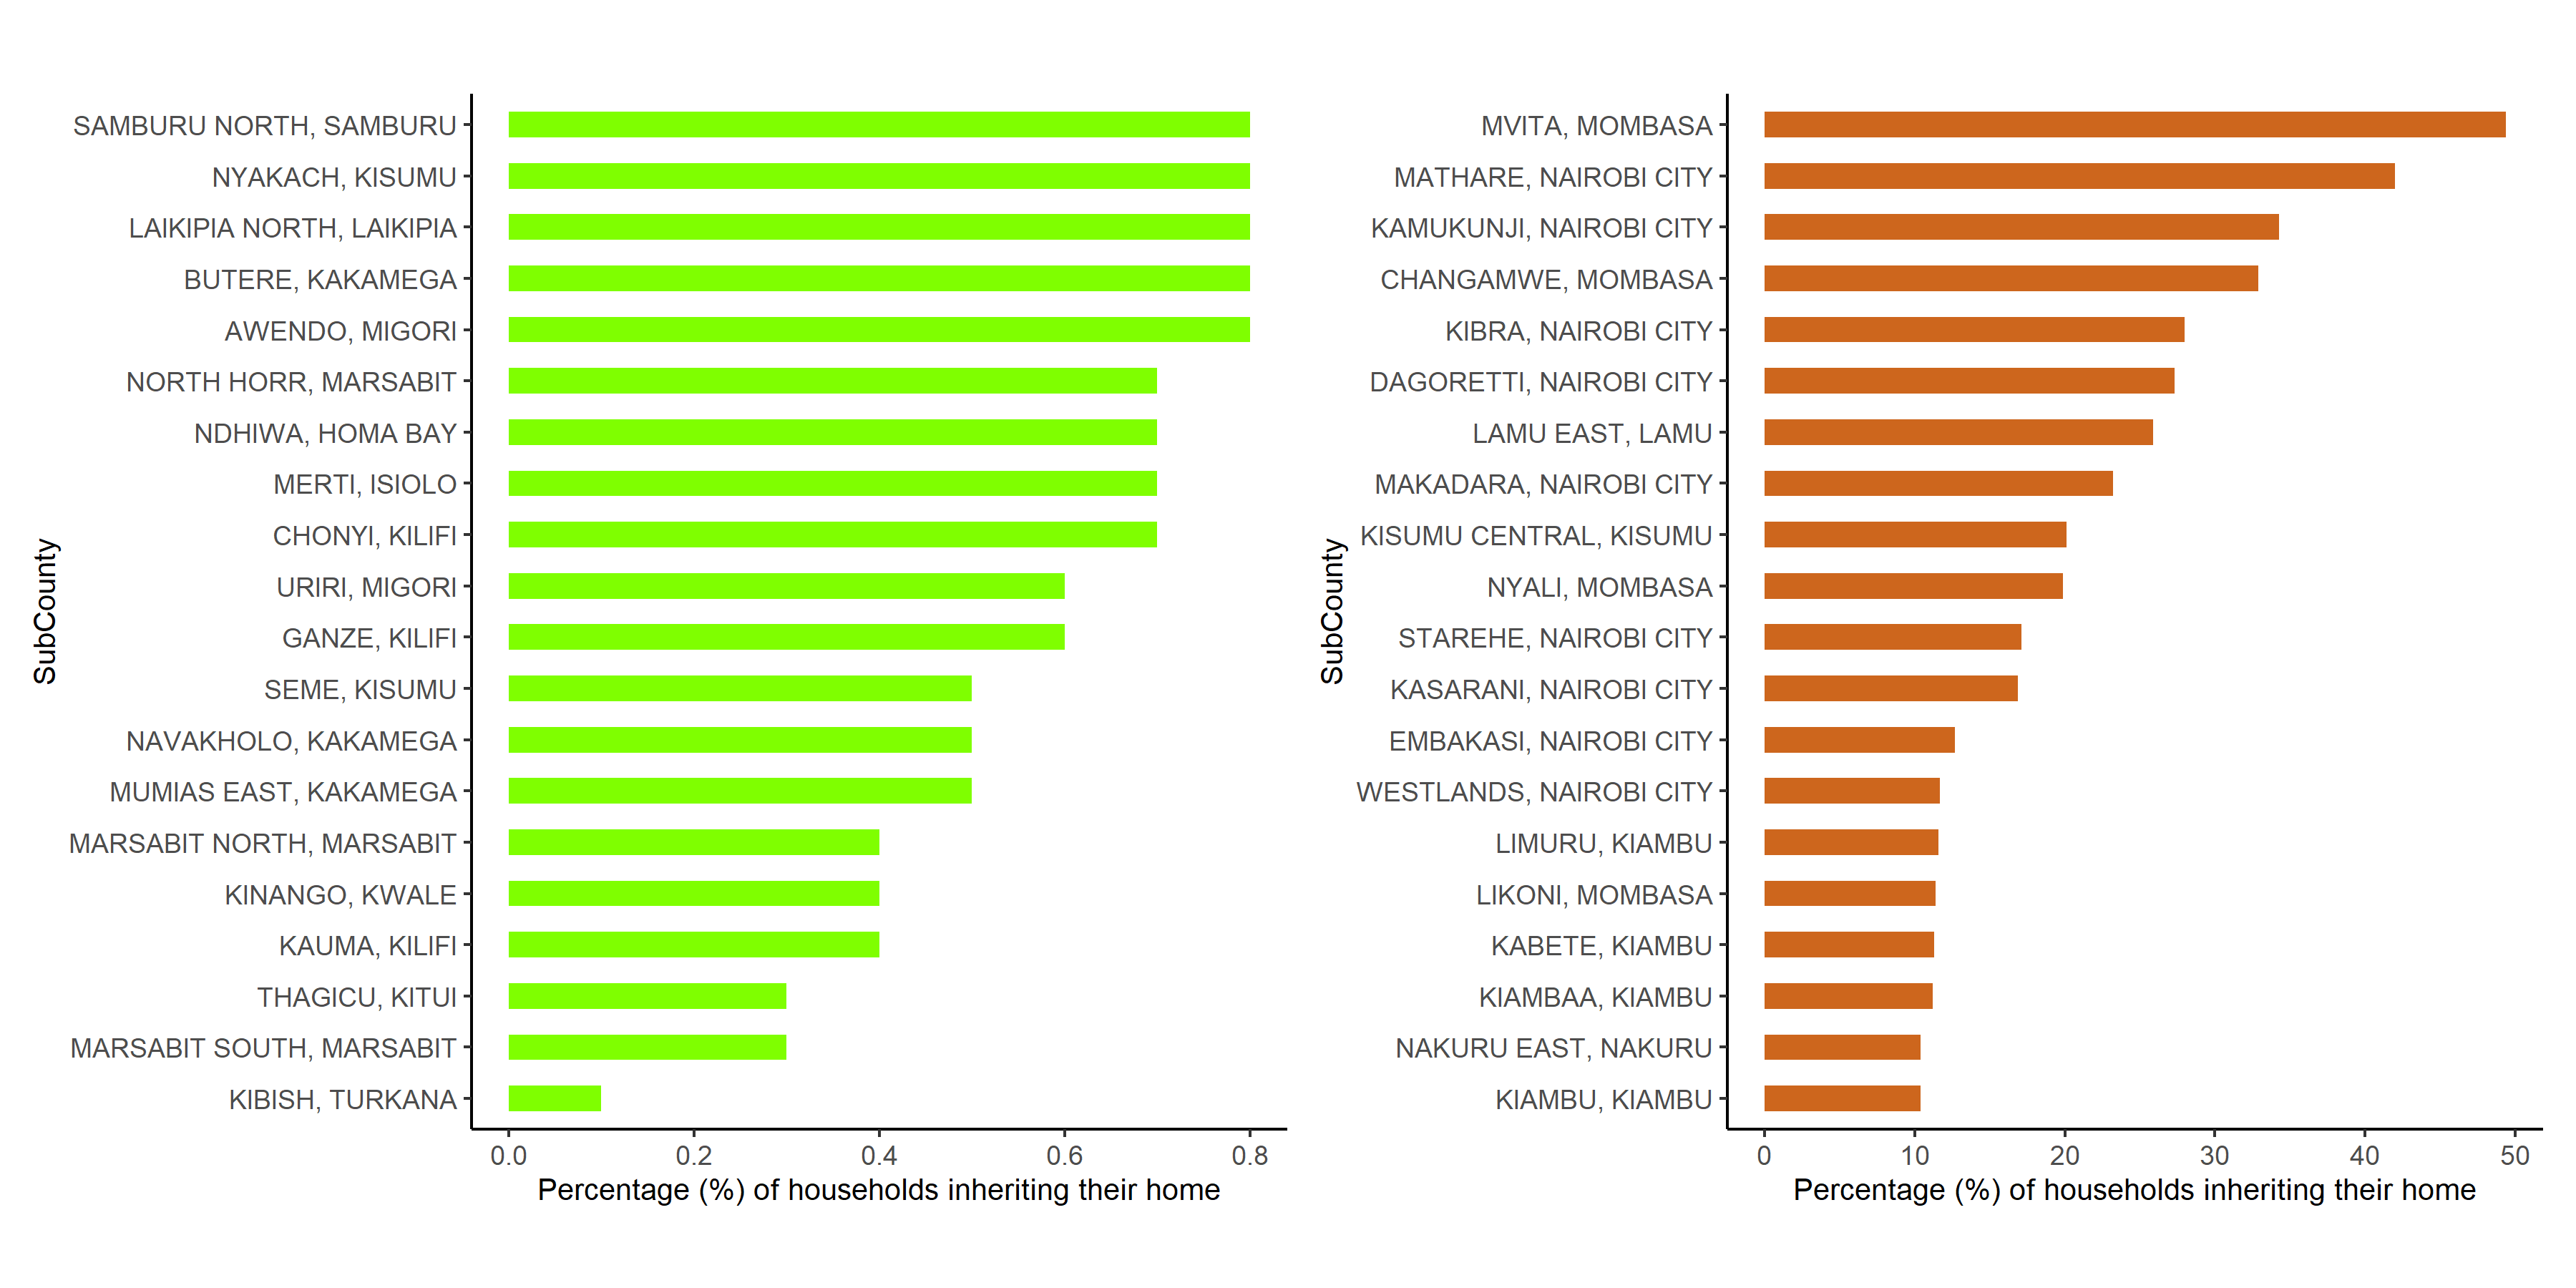 SubCounty
SAMBURU NORTH, SAMBURU
NYAKACH, KISUMU
LAIKIPIA NORTH, LAIKIPIA
BUTERE, KAKAMEGA
AWENDO, MIGORI
NORTH HORR, MARSABIT
NDHIWA, HOMA BAY
MERTI, ISIOLO
CHONYI, KILIFI
URIRI, MIGORI
GANZE, KILIFI
SEME, KISUMU
NAVAKHOLO, KAKAMEGA
MUMIAS EAST, KAKAMEGA
MARSABIT NORTH, MARSABIT
KINANGO, KWALE
KAUMA, KILIFI
THAGICU, KITUI
MARSABIT SOUTH, MARSABIT
KIBISH, TURKANA
0.0 0.2 0.4 0.6 0.8
Percentage (%) of households inheriting their home
SubCounty
MVITA, MOMBASA
MATHARE, NAIROBI CITY
KAMUKUNJI, NAIROBI CITY
CHANGAMWE, MOMBASA
KIBRA, NAIROBI CITY
DAGORETTI, NAIROBI CITY
LAMU EAST, LAMU
MAKADARA, NAIROBI CITY
KISUMU CENTRAL, KISUMU
NYALI, MOMBASA
STAREHE, NAIROBI CITY
KASARANI, NAIROBI CITY
EMBAKASI, NAIROBI CITY
WESTLANDS, NAIROBI CITY
LIMURU, KIAMBU
LIKONI, MOMBASA
KABETE, KIAMBU
KIAMBAA, KIAMBU
NAKURU EAST, NAKURU
KIAMBU, KIAMBU
0 10 20 30 40 50
Percentage (%) of households inheriting their home